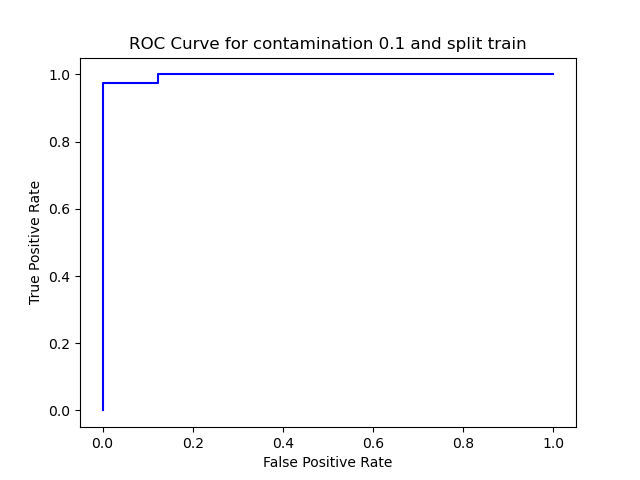 ROC Curve for contamination 0.1 and split train
1.0
0.8
0.6
0.4
0.2
0.0
True Positive Rate
0.0 0.2 0.4 0.6 0.8 1.0
False Positive Rate